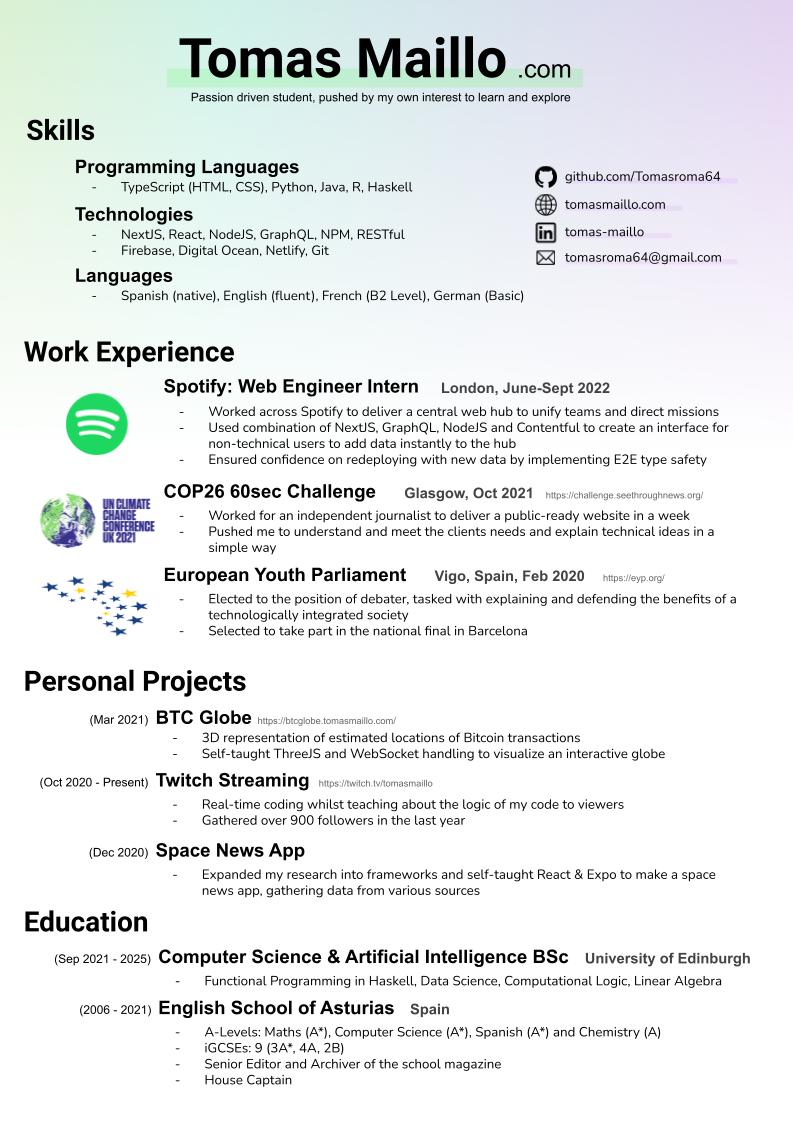 Tomas Maillo .com
Passion driven student, pushed by my own interest to learn and explore
Skills
Programming Languages
- TypeScript (HTML, CSS), Python, Java, R, Haskell
Technologies
- NextJS, React, NodeJS, GraphQL, NPM, RESTful
- Firebase, Digital Ocean, Netlify, Git
Languages
- Spanish (native), English (fluent), French (B2 Level), German (Basic)
github.com/Tomasroma64
tomasmaillo.com
in tomas-maillo
tomasroma64@gmail.com
Work Experience
Spotify: Web Engineer Intern London, June-Sept 2022
- Worked across Spotify to deliver a central web hub to unify teams and direct missions
- Used combination of NextJS, GraphQL, NodeJS and Contentful to create an interface for
non-technical users to add data instantly to the hub
- Ensured confidence on redeploying with new data by implementing E2E type safety
UN CLIMATE
CHANGE
CONFERENCE
UK 2021
COP26 60sec Challenge Glasgow, Oct 2021 https://challenge.seethroughnews.org/
- Worked for an independent journalist to deliver a public-ready website in a week
- Pushed me to understand and meet the clients needs and explain technical ideas in a
simple way
European Youth Parliament Vigo, Spain, Feb 2020 https://eyp.org/
- Elected to the position of debater, tasked with explaining and defending the benefits of a
technologically integrated society
- Selected to take part in the national final in Barcelona
Personal Projects
(Mar 2021) BTC Globe https://btcglobe.tomasmaillo.com/
- 3D representation of estimated locations of Bitcoin transactions
- Self-taught ThreeJS and WebSocket handling to visualize an interactive globe
(Oct 2020 - Present) Twitch Streaming https://twitch.tv/tomasmaillo
- Real-time coding whilst teaching about the logic of my code to viewers
- Gathered over 900 followers in the last year
(Dec 2020) Space News App
- Expanded my research into frameworks and self-taught React & Expo to make a space
news app, gathering data from various sources
Education
(Sep 2021 - 2025) Computer Science & Artificial Intelligence BSc University of Edinburgh
- Functional Programming in Haskell, Data Science, Computational Logic, Linear Algebra
(2006 - 2021) English School of Asturias Spain
- A-Levels: Maths (A*), Computer Science (A*), Spanish (A*) and Chemistry (A)
- iGCSEs: 9 (3A*, 4A, 2B)
- Senior Editor and Archiver of the school magazine
- House Captain